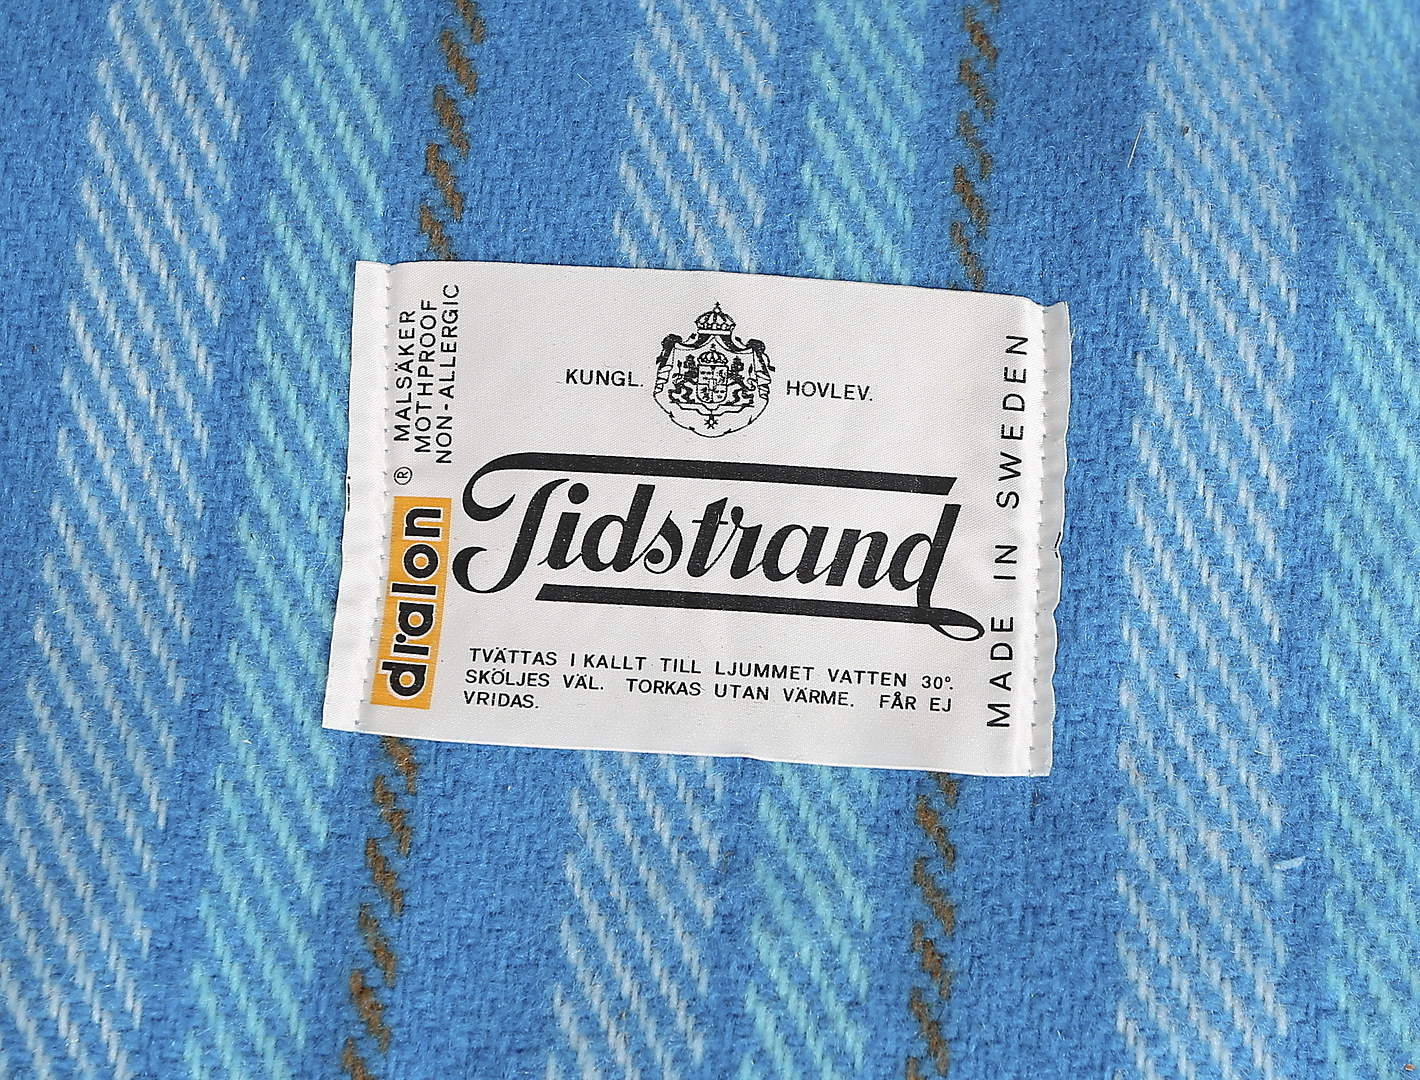 KUNGL. HOVLEV.
Tidstrand
TVÄTTAS I KALLT TILL LJUMMET VATTEN 30°.
SKÖLJES VÄL. TORKAS UTAN VÄRME. FÅR EJ
VRIDAS.
dralon ® MALSÄKER
MOTHPROOF
NON-ALLERGIC
MADE IN SWEDEN